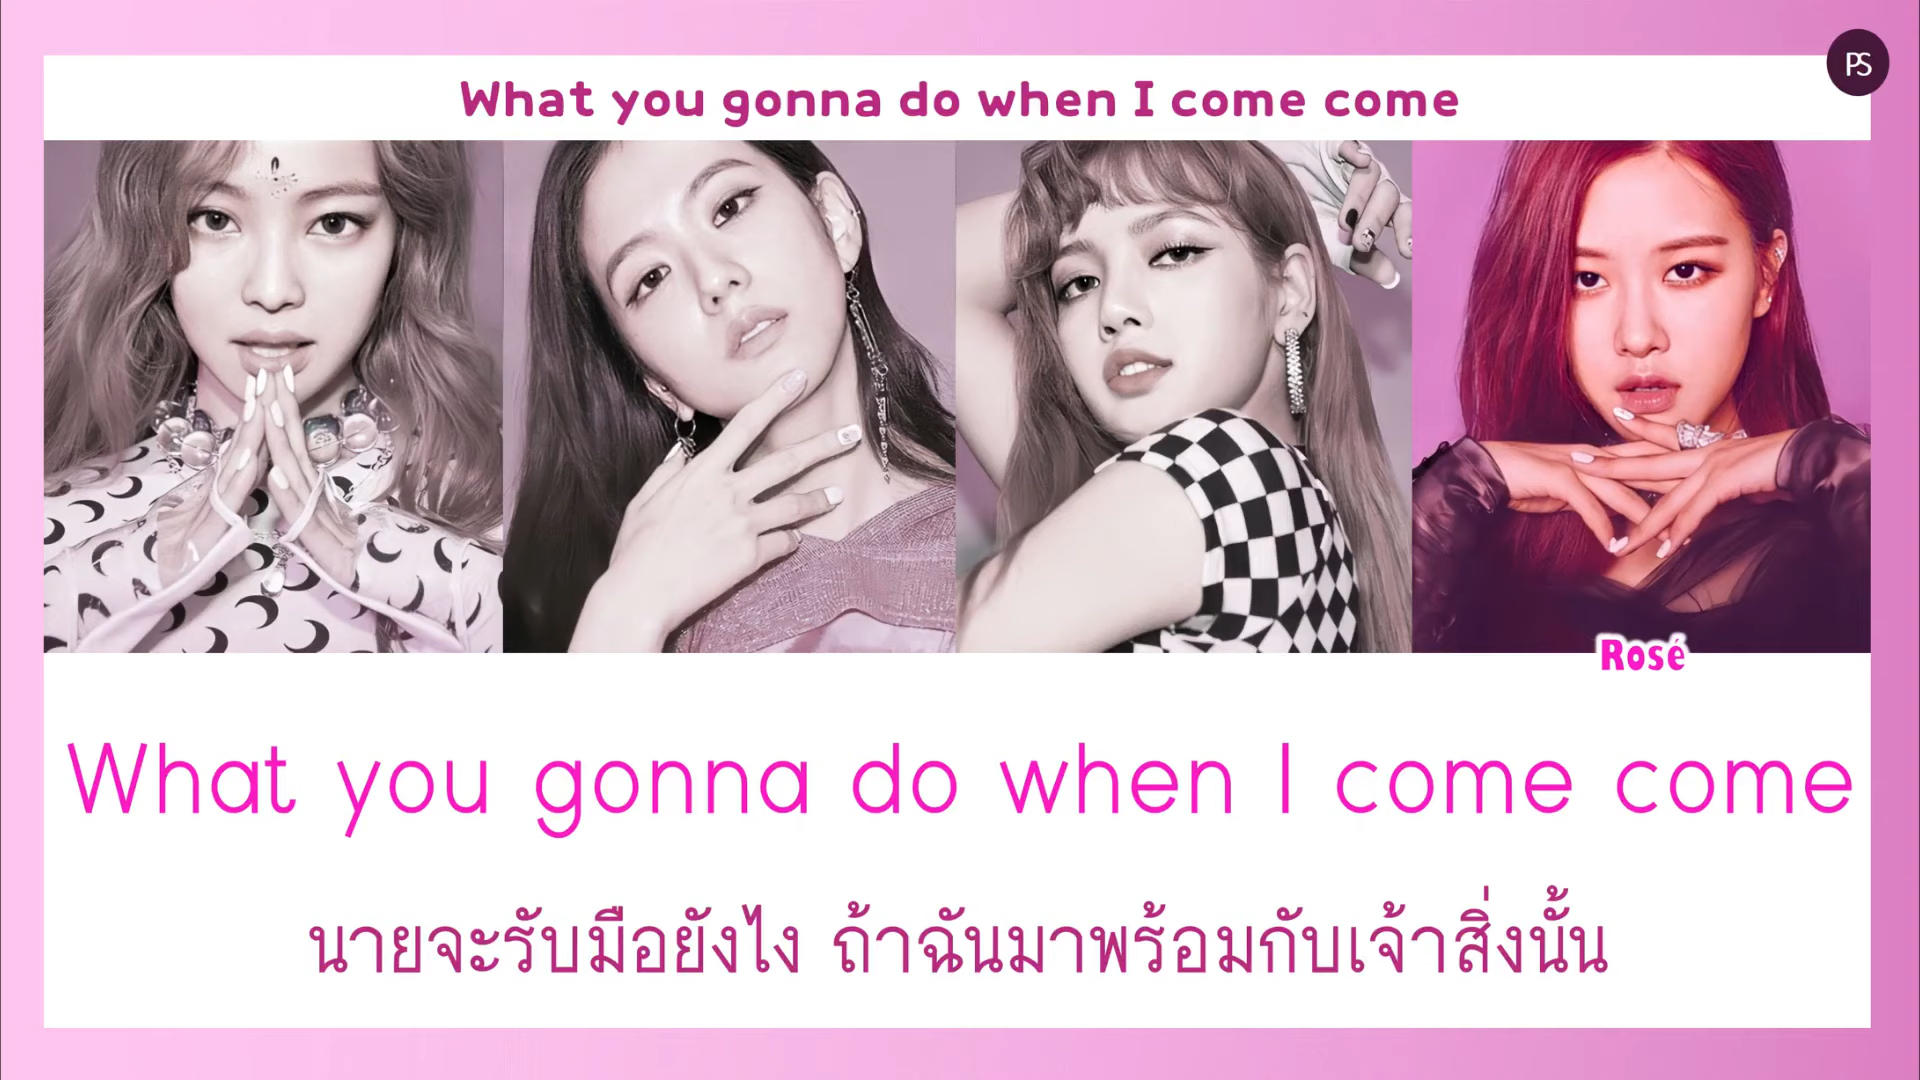 PS
What you gonna do when I come come
Rosé
What you gonna do when I come come
นายจะรับมือยังไง ถ้าฉันมาพร้อมกับเจ้าสิ่งนั้น